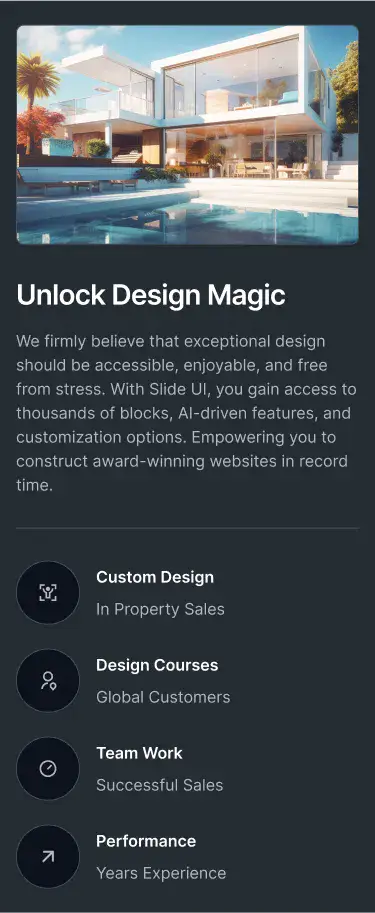 Unlock Design Magic
We firmly believe that exceptional design
should be accessible, enjoyable, and free
from stress. With Slide UI, you gain access to
thousands of blocks, AI-driven features, and
customization options. Empowering you to
construct award-winning websites in record
time.
Custom Design
In Property Sales
Design Courses
Global Customers
Team Work
Successful Sales
Performance
Years Experience